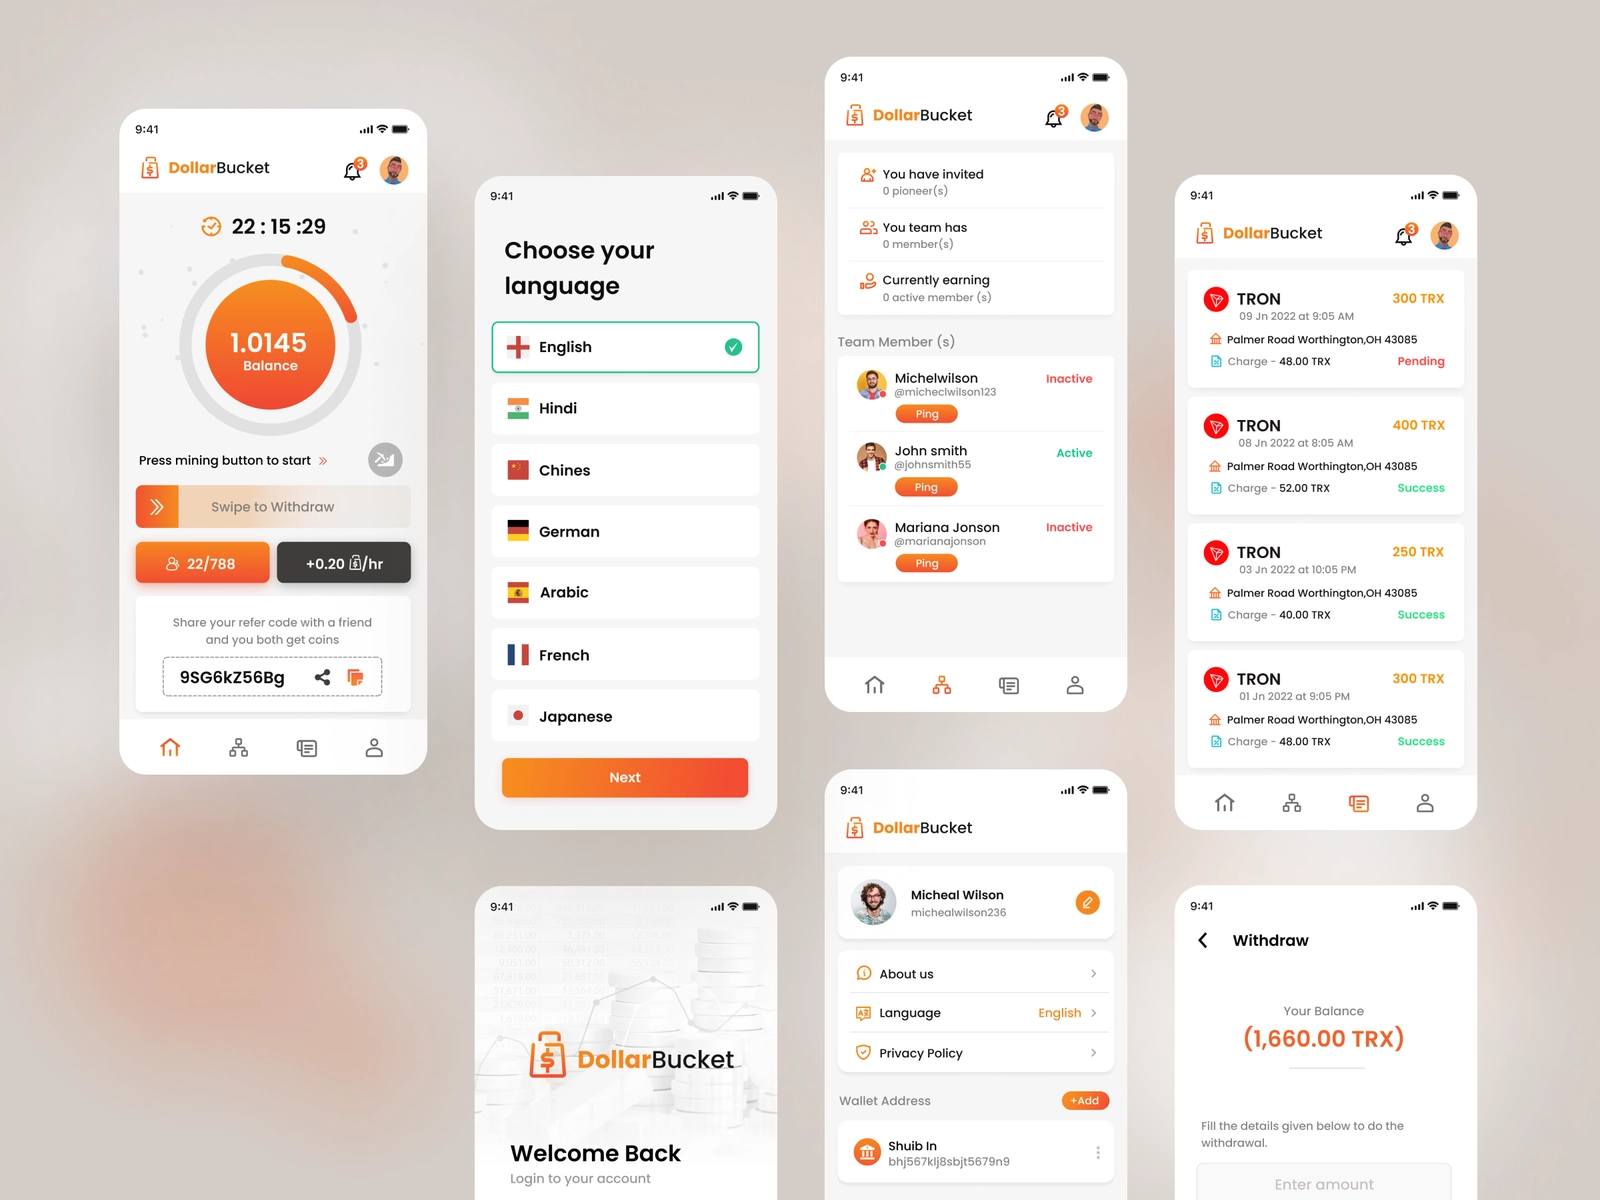 9:41
DollarBucket
3
22 : 15 :29
1.0145
Balance
Press mining button to start »
Swipe to Withdraw
22/788
+0.20 /hr
Share your refer code with a friend
and you both get coins
9SG6kZ56Bg
9:41
Choose your
language
English
Hindi
Chines
German
Arabic
French
Japanese
Next
9:41
DollarBucket
Welcome Back
Login to your account
9:41
DollarBucket
3
You have invited
0 pioneer(s)
You team has
0 member(s)
Currently earning
0 active member (s)
Team Member (s)
Michelwilson
Inactive
@micheclwilson123
Ping
John smith
Active
@johnsmith55
Ping
Mariana Jonson
Inactive
@marianajonson
Ping
9:41
DollarBucket
Micheal Wilson
michealwilson236
About us
Language
English
Privacy Policy
Wallet Address
+Add
Shuib In
bhj567klj8sbjt5679n9
9:41
DollarBucket
3
TRON
300 TRX
09 Jn 2022 at 9:05 AM
Palmer Road Worthington,OH 43085
Charge - 48.00 TRX
Pending
TRON
400 TRX
08 Jn 2022 at 8:05 AM
Palmer Road Worthington,OH 43085
Charge - 52.00 TRX
Success
TRON
250 TRX
03 Jn 2022 at 10:05 PM
Palmer Road Worthington,OH 43085
Charge - 40.00 TRX
Success
TRON
300 TRX
01 Jn 2022 at 9:05 PM
Palmer Road Worthington,OH 43085
Charge - 48.00 TRX
Success
9:41
Withdraw
Your Balance
(1,660.00 TRX)
Fill the details given below to do the
withdrawal.
Enter amount